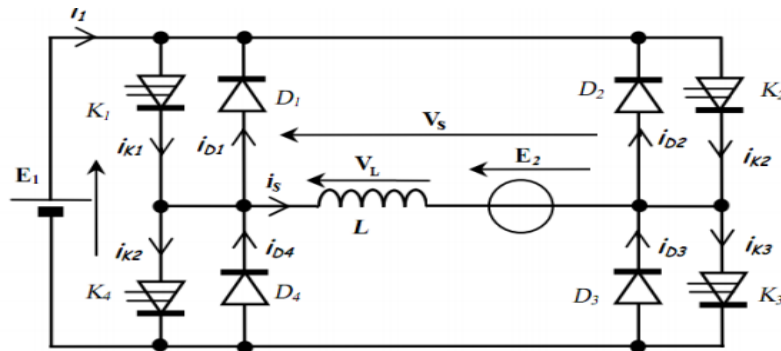 i1
K1
D1
D2
K2
VS
iK1
iD1
iD2
iK2
E1
VL
E2
iS
L
iK2
iD4
iD3
iK3
K4
D4
D3
K3